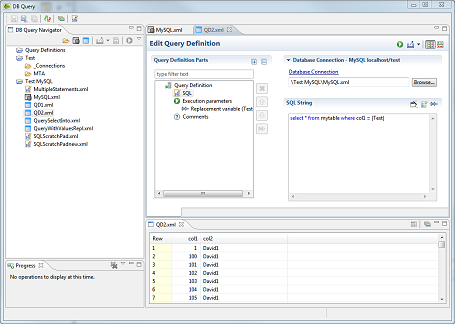 DB Query
DB Query Navigator
Query Definitions
Test
_Connections
MTA
Test MySQL
MultipleStatements.xml
MySQL.xml
QD1.xml
QD2.xml
QuerySelectInto.xml
QueryWithValuesRepl.xml
SQLScratchPad.xml
SQLScratchPadnew.xml
Progress
No operations to display at this time.
MySQL.xml
QD2.xml
Edit Query Definition
Query Definition Parts
type filter text
Query Definition
SQL
Execution parameters
Replacement variable (Test
Comments
Database Connection - MySQL localhost/test
Database Connection
\Test MySQL\MySQL.xml
Browse...
SQL String
select * from mytable where col1 = |Test|
QD2.xml
Row col1 col2
1 1 David1
2 100 David1
3 101 David1
4 102 David1
5 103 David1
6 104 David1
7 105 David1